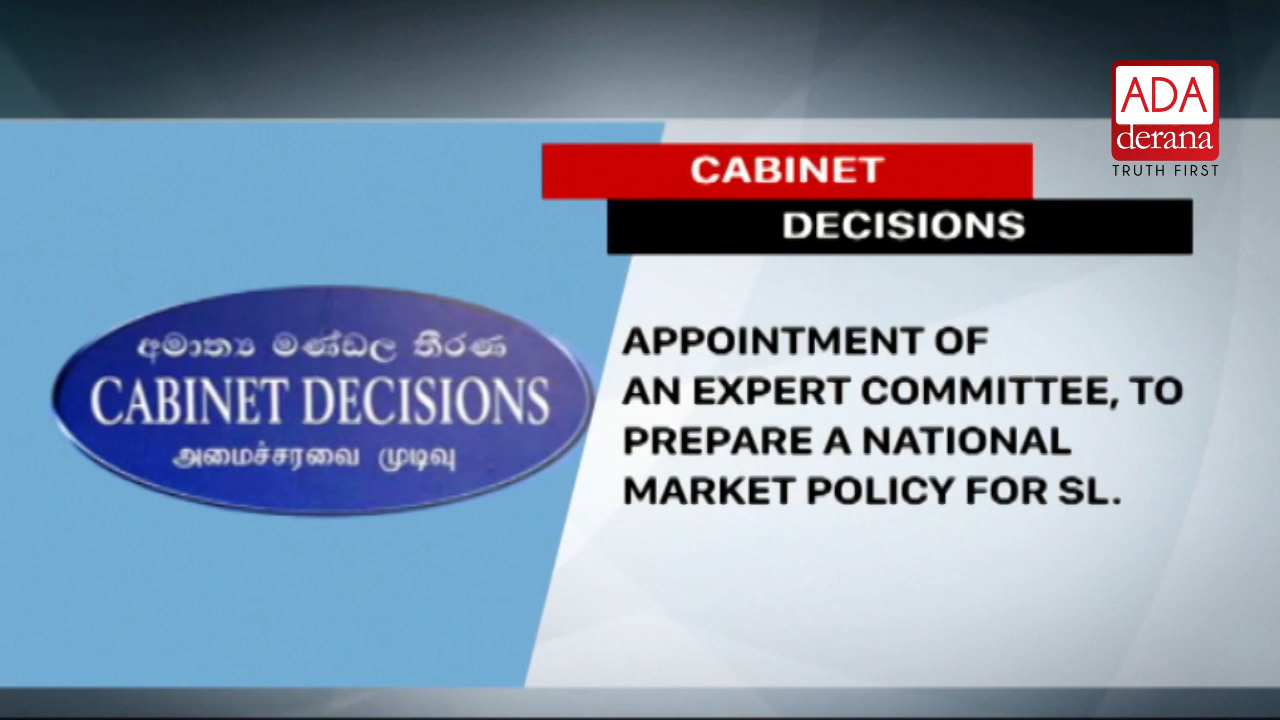 ADA
derana
TRUTH FIRST
CABINET
DECISIONS
අමාත්‍ය මණ්ඩල තීරණ
CABINET DECISIONS
அமைச்சரவை முடிவு
APPOINTMENT OF
AN EXPERT COMMITTEE, TO
PREPARE A NATIONAL
MARKET POLICY FOR SL.